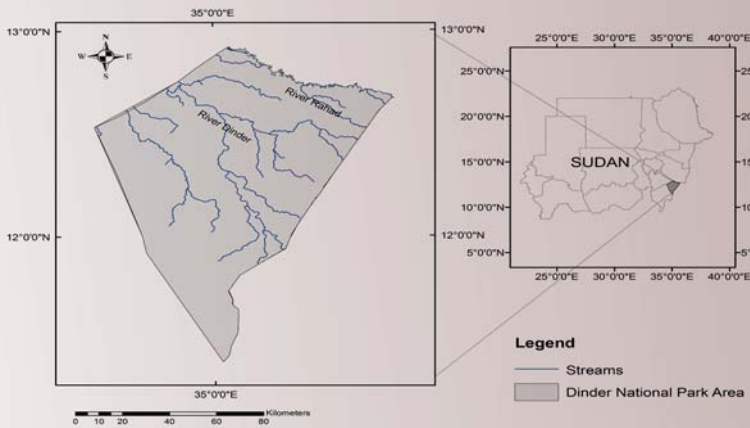 35°0'0"E
13°0'0"N
13°0'0"N
N
W
E
S
River Rahad
River Dinder
12°0'0"N
12°0'0"N
35°0'0"E
0 10 20 40 60 80 Kilometers
25°0'0"E 30°0'0"E 35°0'0"E 40°0'0"E
25°0'0"N
20°0'0"N
15°0'0"N
10°0'0"N
5°0'0"N
SUDAN
25°0'0"E 30°0'0"E 35°0'0"E 40°0'0"E
Legend
Streams
Dinder National Park Area